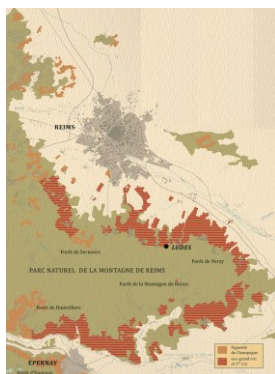 REIMS
LUDES
Forêt de Sermiers
Forêt de Verzy
PARC NATUREL DE LA MONTAGNE DE REIMS
Forêt de la Montagne de Reims
Forêt de Hautvillers
ÉPERNAY
Vignoble
de Champagne